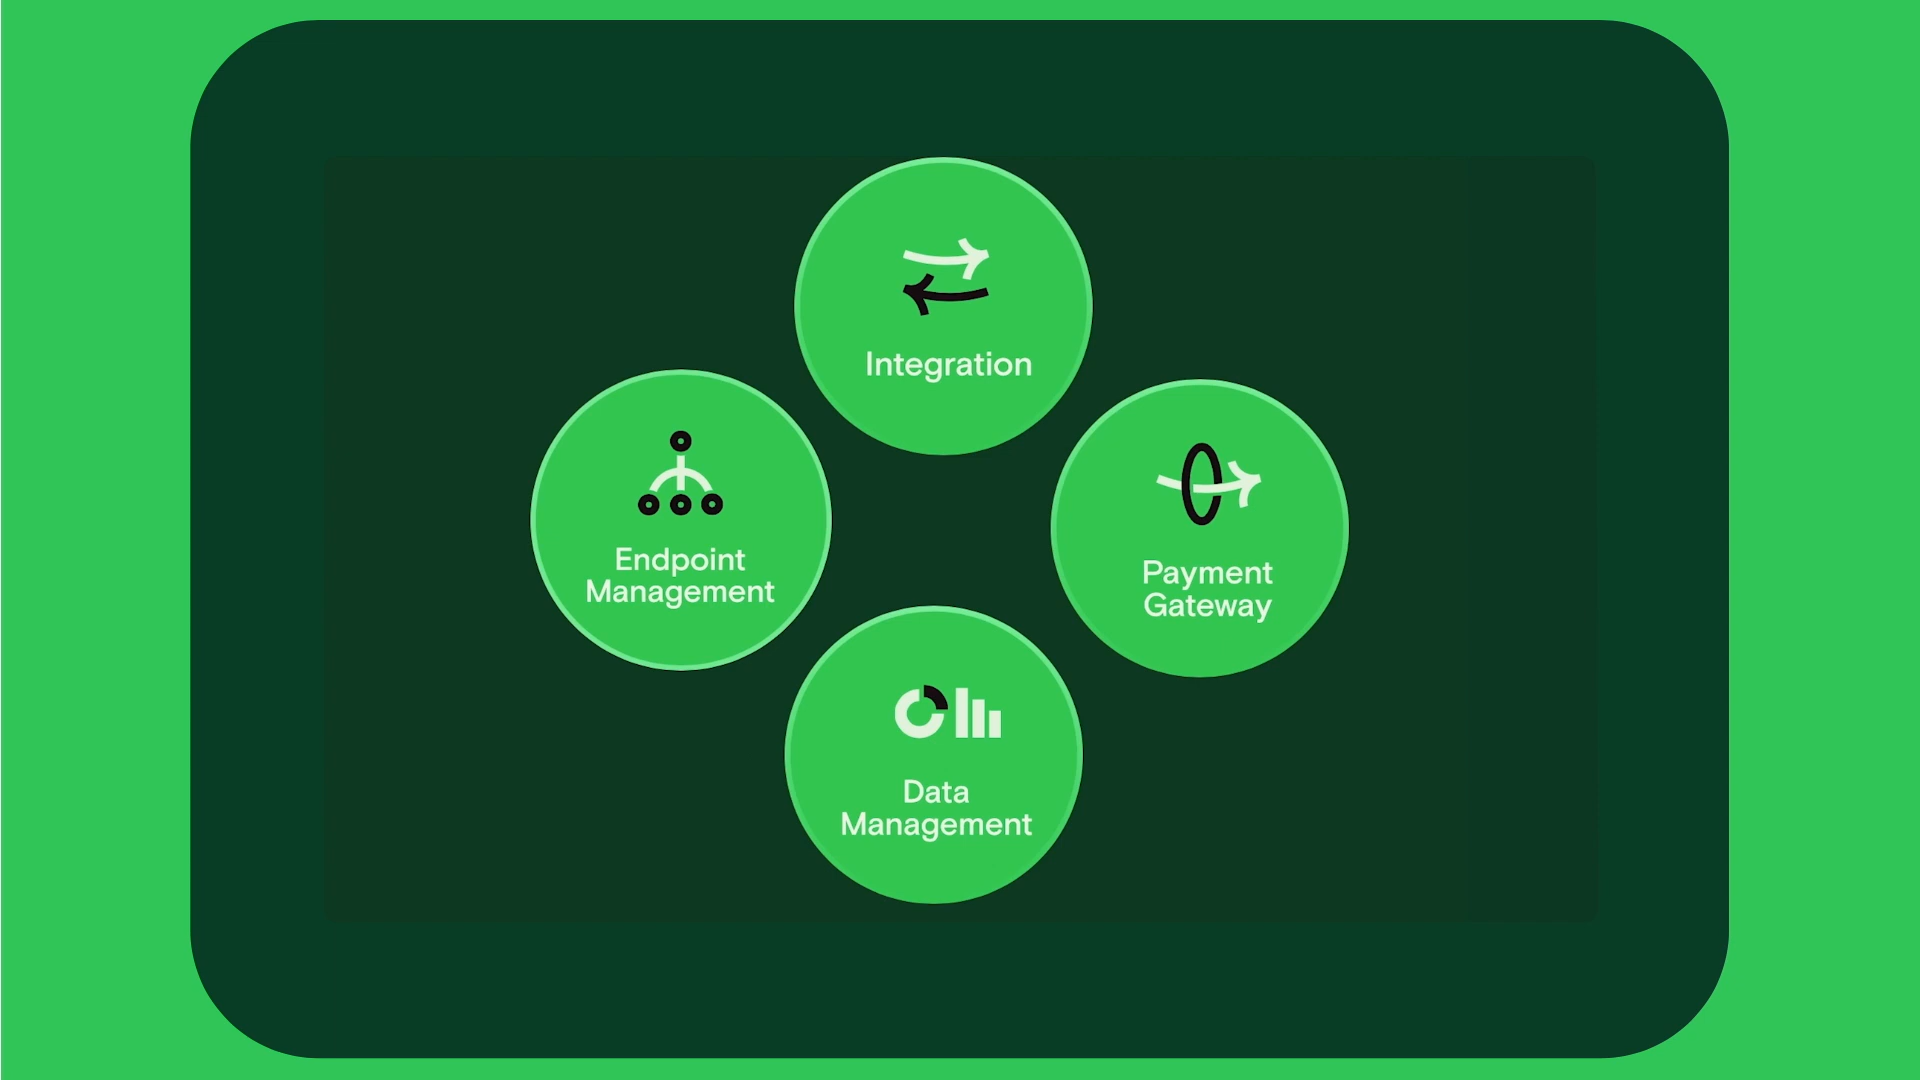 Integration
Endpoint
Management
Payment
Gateway
Data
Management